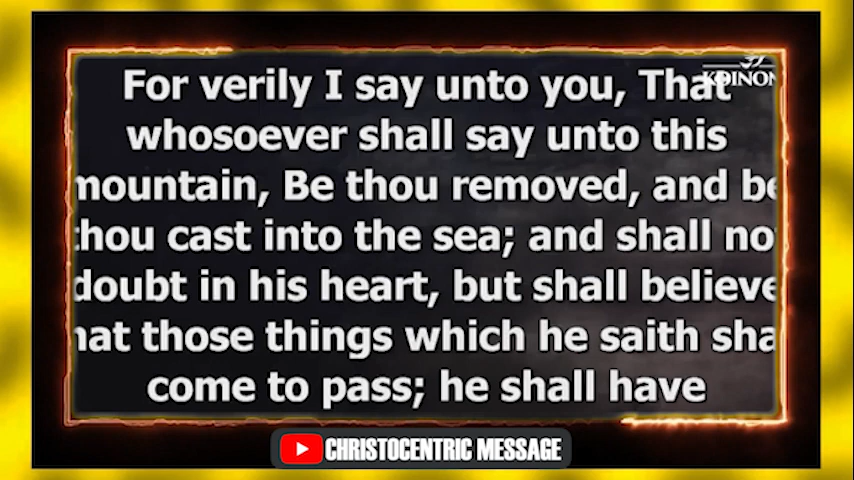 KOINON
For verily I say unto you, That
whosoever shall say unto this
mountain, Be thou removed, and be
thou cast into the sea; and shall not
doubt in his heart, but shall believe
hat those things which he saith sha
come to pass; he shall have
CHRISTOCENTRIC MESSAGE